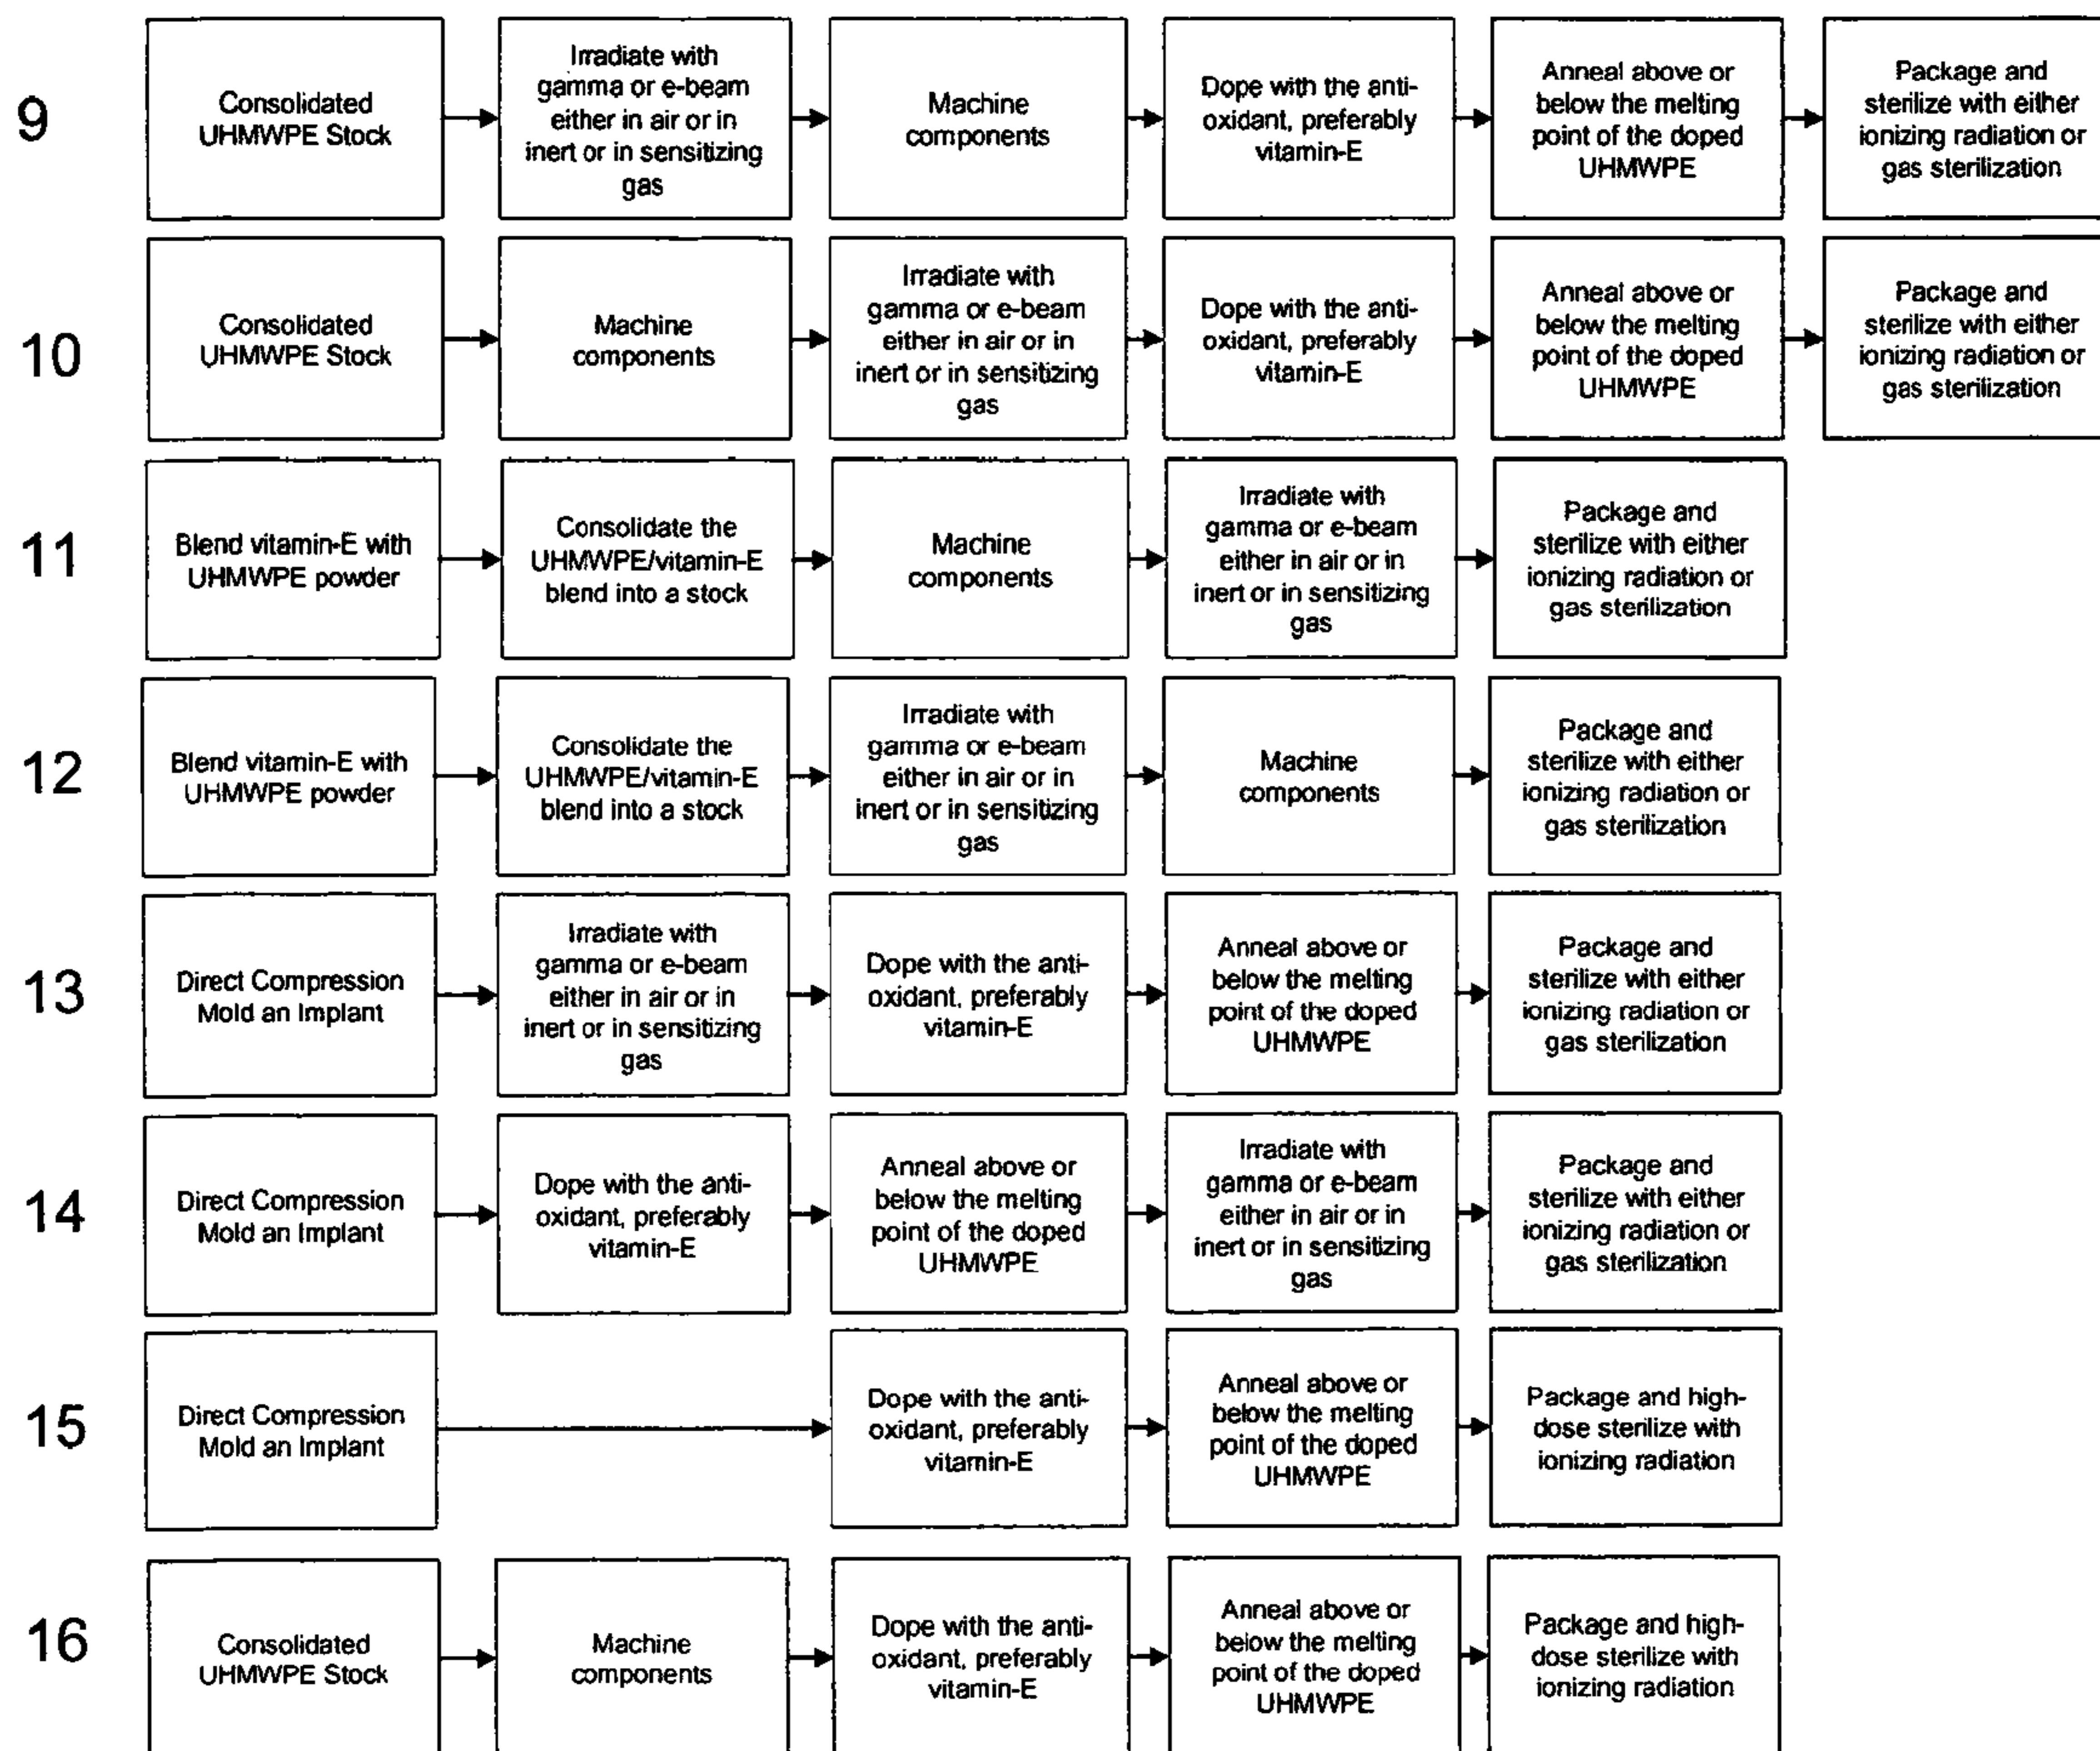 9
Consolidated
UHMWPE Stock
Irradiate with
gamma or e-beam
either in air or in
inert or in sensitizing
gas
Machine
components
Dope with the anti-
oxidant, preferably
vitamin-E
Anneal above or
below the melting
point of the doped
UHMWPE
Package and
sterilize with either
ionizing radiation or
gas sterilization
10
Consolidated
UHMWPE Stock
Machine
components
Irradiate with
gamma or e-beam
either in air or in
inert or in sensitizing
gas
Dope with the anti-
oxidant, preferably
vitamin-E
Anneal above or
below the melting
point of the doped
UHMWPE
Package and
sterilize with either
ionizing radiation or
gas sterilization
11
Blend vitamin-E with
UHMWPE powder
Consolidate the
UHMWPE/vitamin-E
blend into a stock
Machine
components
Irradiate with
gamma or e-beam
either in air or in
inert or in sensitizing
gas
Package and
sterilize with either
ionizing radiation or
gas sterilization
12
Blend vitamin-E with
UHMWPE powder
Consolidate the
UHMWPE/vitamin-E
blend into a stock
Irradiate with
gamma or e-beam
either in air or in
inert or in sensitizing
gas
Machine
components
Package and
sterilize with either
ionizing radiation or
gas sterilization
13
Direct Compression
Mold an Implant
Irradiate with
gamma or e-beam
either in air or in
inert or in sensitizing
gas
Dope with the anti-
oxidant, preferably
vitamin-E
Anneal above or
below the melting
point of the doped
UHMWPE
Package and
sterilize with either
ionizing radiation or
gas sterilization
14
Direct Compression
Mold an Implant
Dope with the anti-
oxidant, preferably
vitamin-E
Anneal above or
below the melting
point of the doped
UHMWPE
Irradiate with
gamma or e-beam
either in air or in
inert or in sensitizing
gas
Package and
sterilize with either
ionizing radiation or
gas sterilization
15
Direct Compression
Mold an Implant
Dope with the anti-
oxidant, preferably
vitamin-E
Anneal above or
below the melting
point of the doped
UHMWPE
Package and high-
dose sterilize with
ionizing radiation
16
Consolidated
UHMWPE Stock
Machine
components
Dope with the anti-
oxidant, preferably
vitamin-E
Anneal above or
below the melting
point of the doped
UHMWPE
Package and high-
dose sterilize with
ionizing radiation